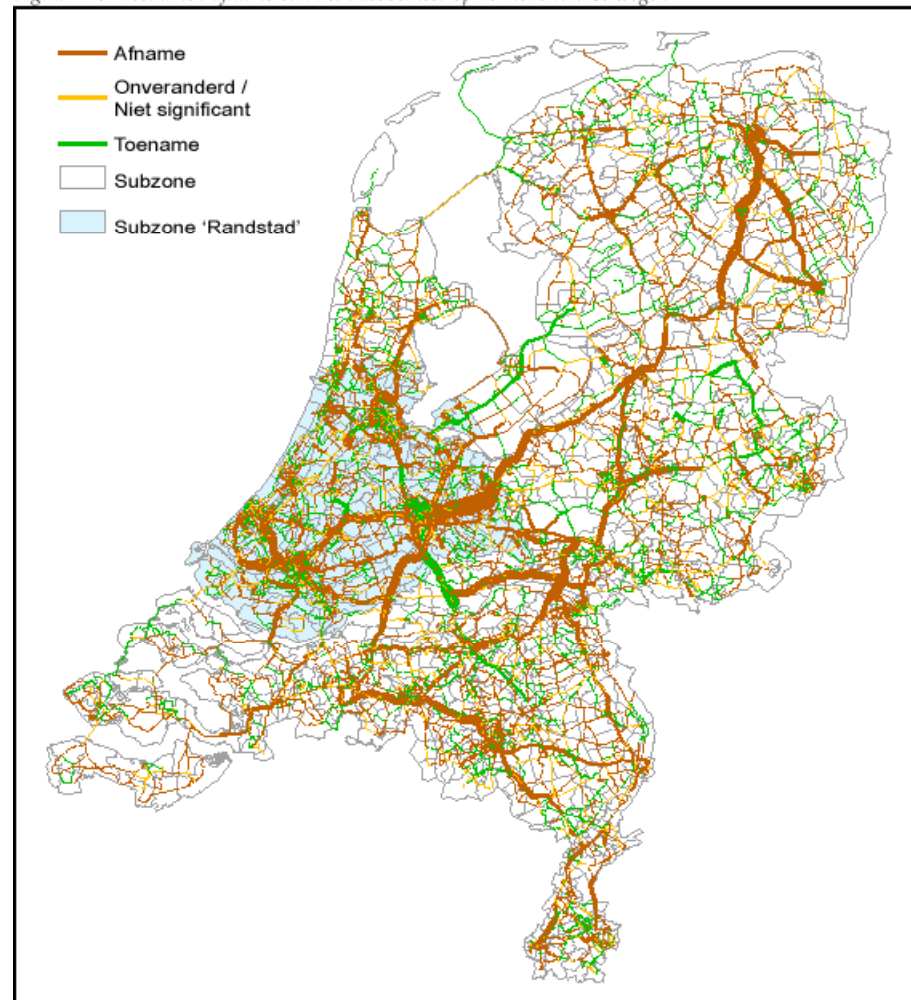 Afname
Onveranderd /
Niet significant
Toename
Subzone
Subzone ‘Randstad’